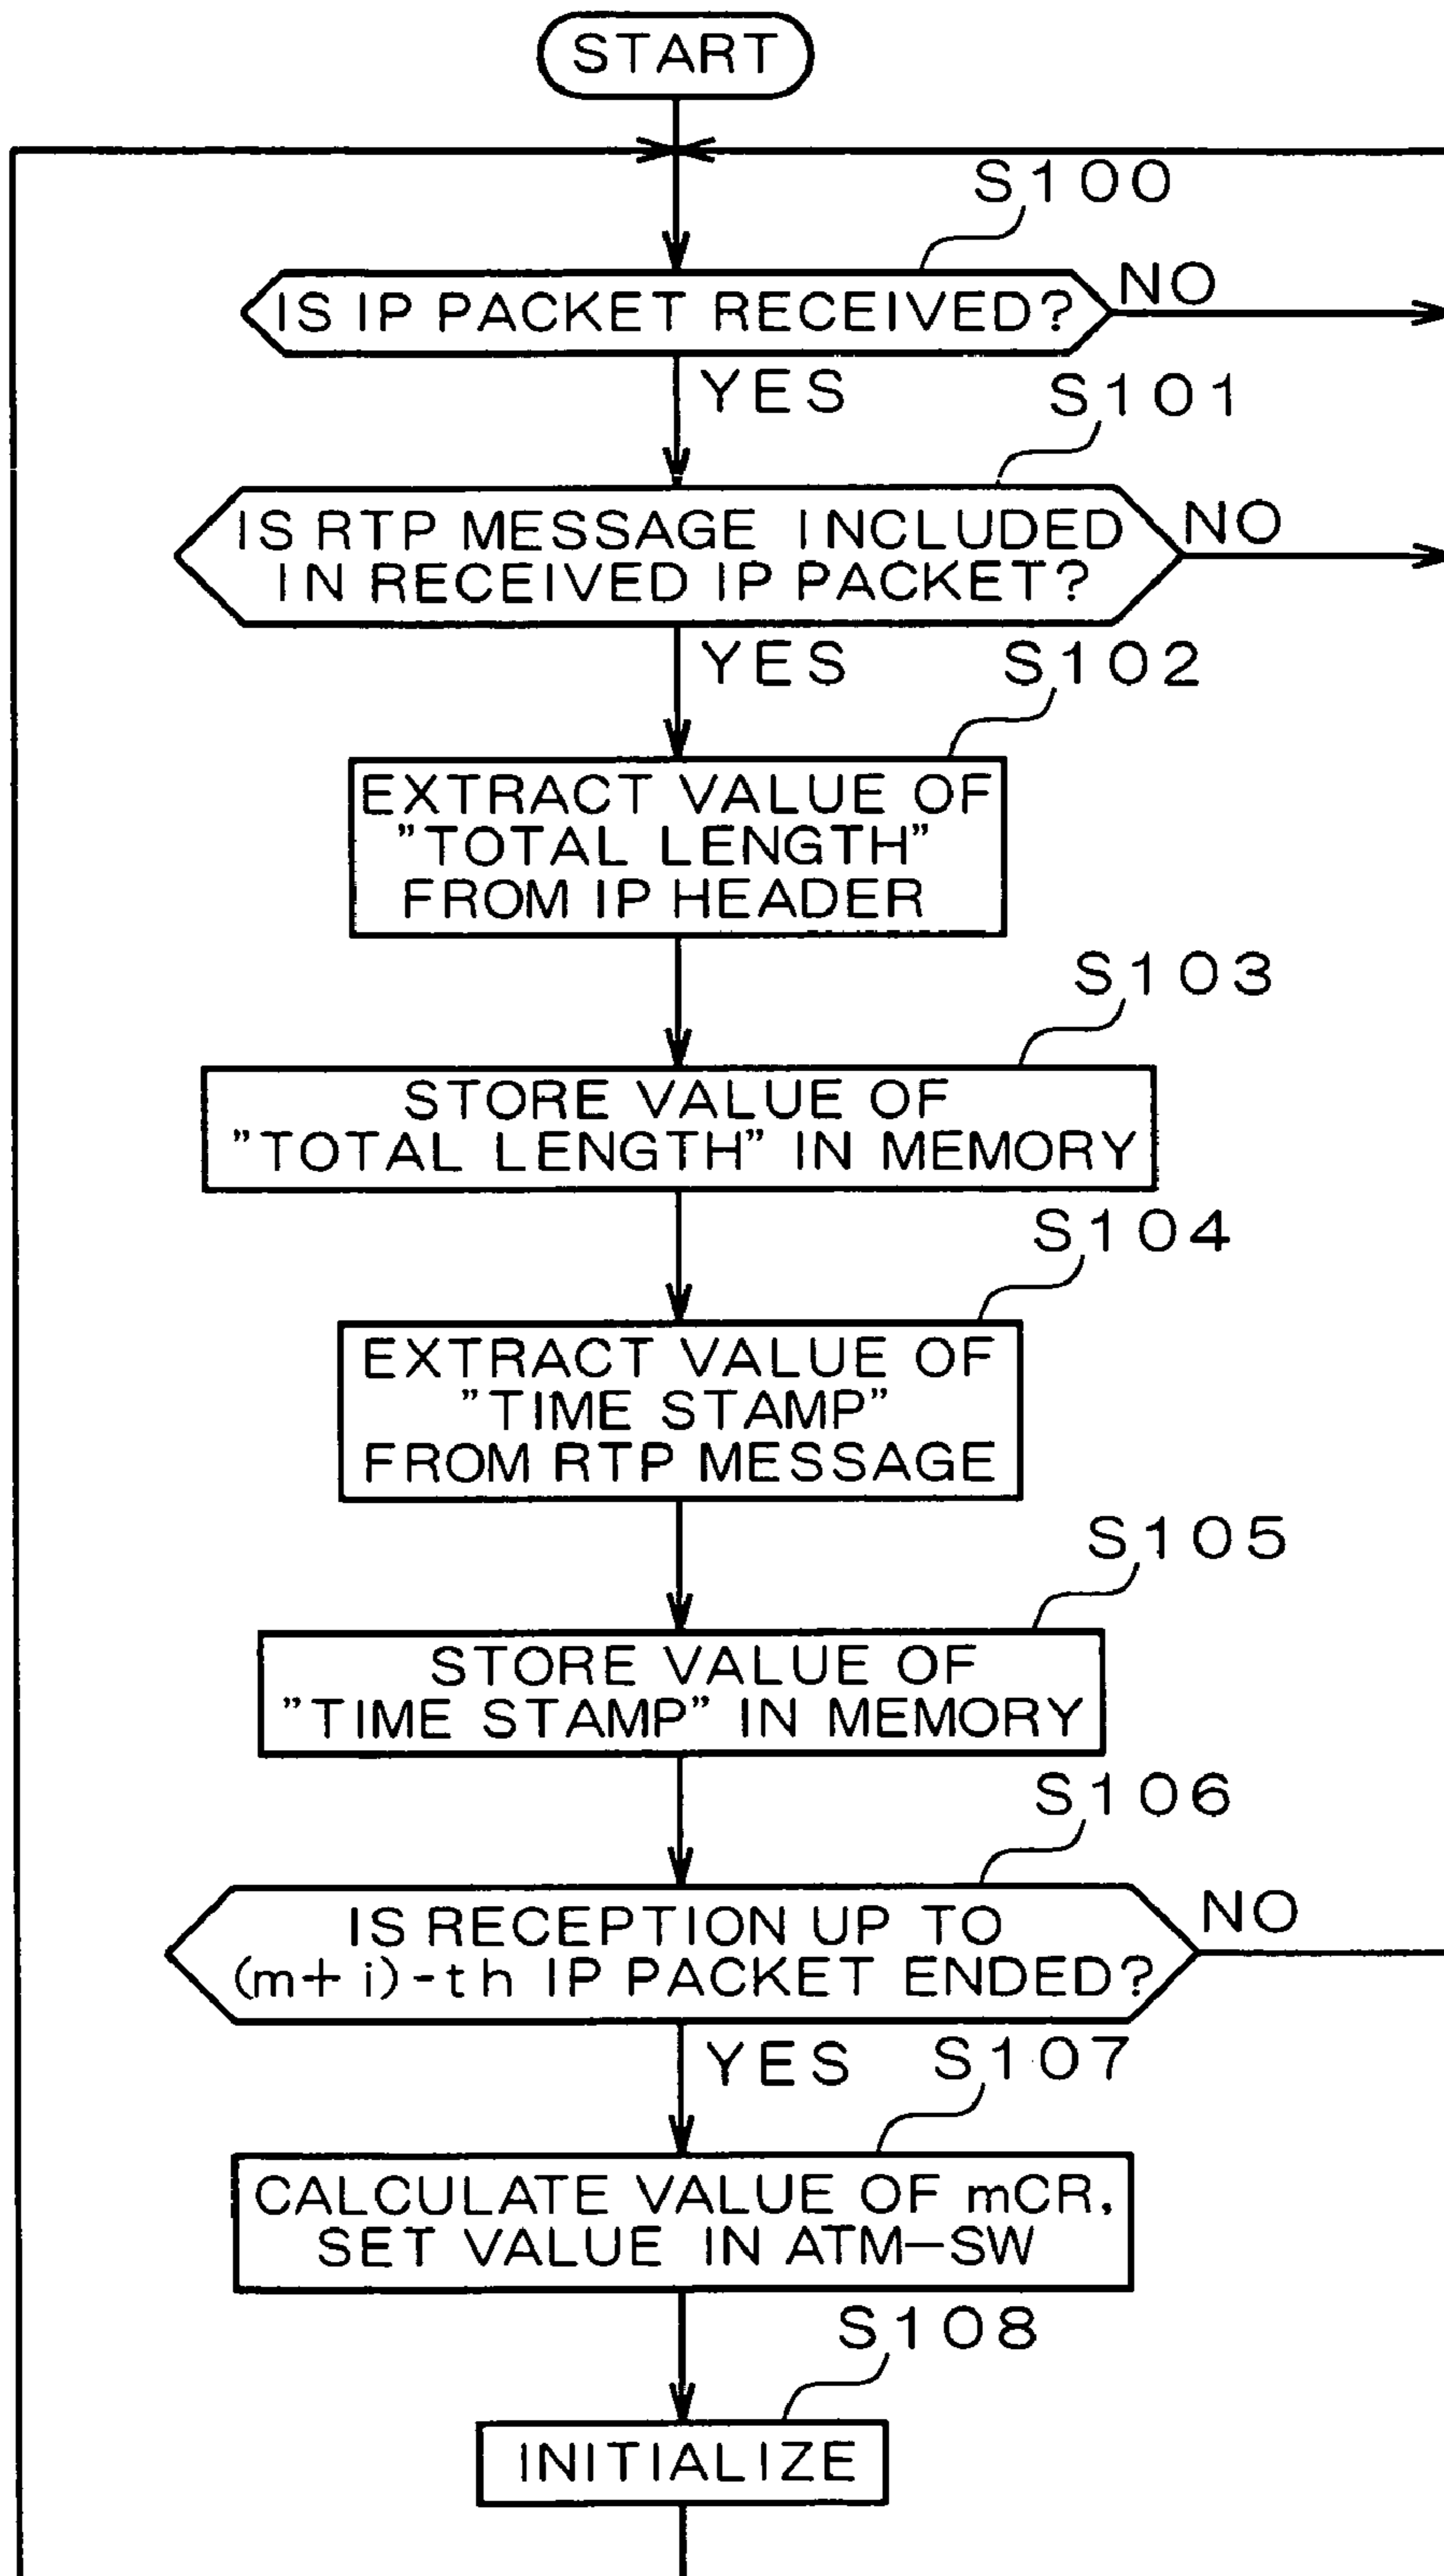 START
S100
IS IP PACKET RECEIVED?
NO
YES
S101
IS RTP MESSAGE INCLUDED
IN RECEIVED IP PACKET?
NO
YES
S102
EXTRACT VALUE OF
"TOTAL LENGTH"
FROM IP HEADER
S103
STORE VALUE OF
"TOTAL LENGTH" IN MEMORY
S104
EXTRACT VALUE OF
"TIME STAMP"
FROM RTP MESSAGE
S105
STORE VALUE OF
"TIME STAMP" IN MEMORY
S106
IS RECEPTION UP TO
(m+i)-th IP PACKET ENDED?
NO
YES
S107
CALCULATE VALUE OF mCR,
SET VALUE IN ATM-SW
S108
INITIALIZE